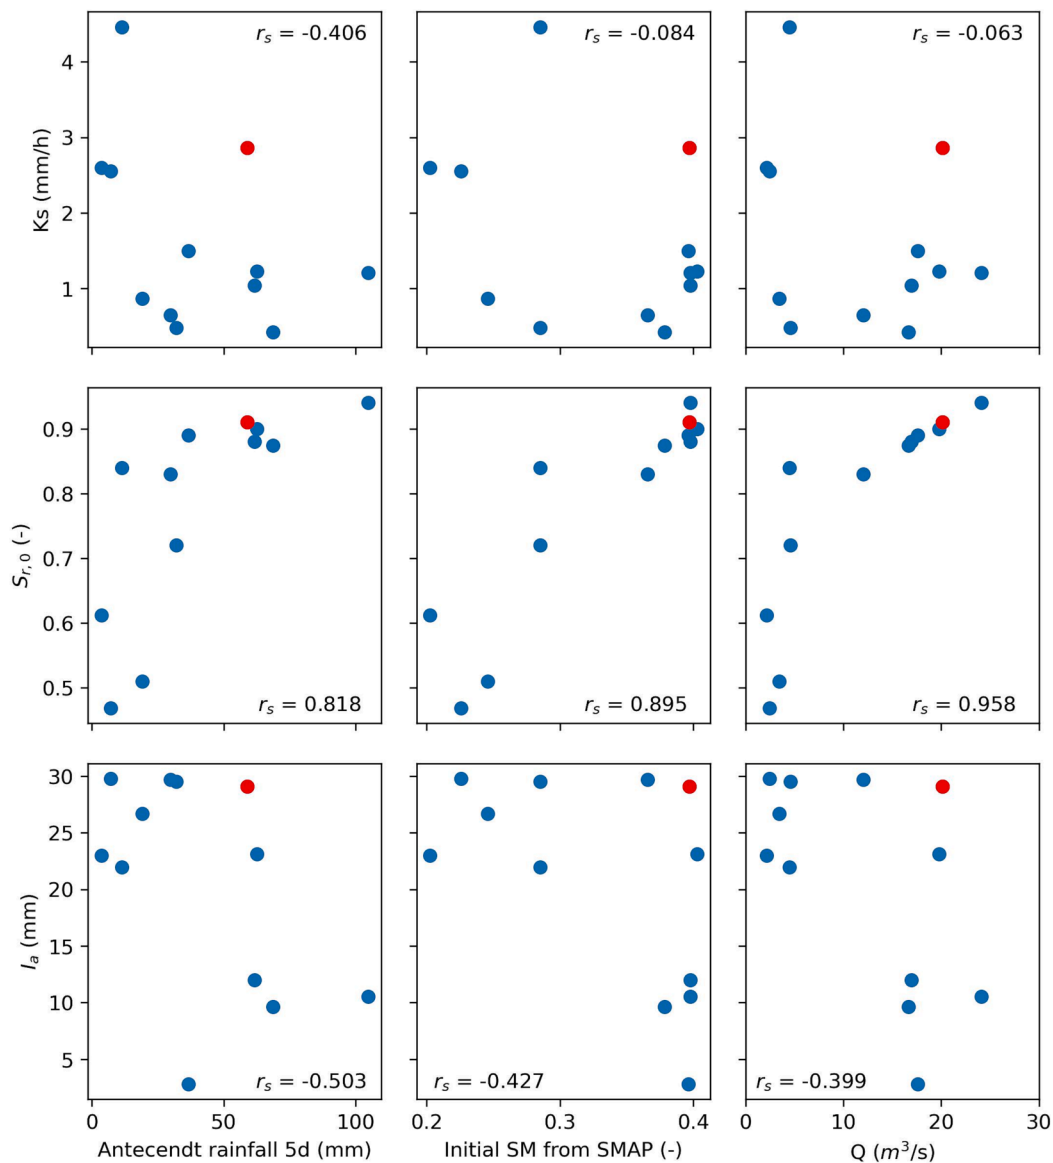 r_s = -0.406
r_s = -0.084
r_s = -0.063
4
3
2
1
Ks (mm/h)
0.9
0.8
0.7
0.6
0.5
S_{r,0} (-)
r_s = 0.818
r_s = 0.895
r_s = 0.958
30
25
20
15
10
5
I_a (mm)
r_s = -0.503
r_s = -0.427
r_s = -0.399
0 50 100
0.2 0.3 0.4
0 10 20 30
Antecendt rainfall 5d (mm)
Initial SM from SMAP (-)
Q (m³/s)